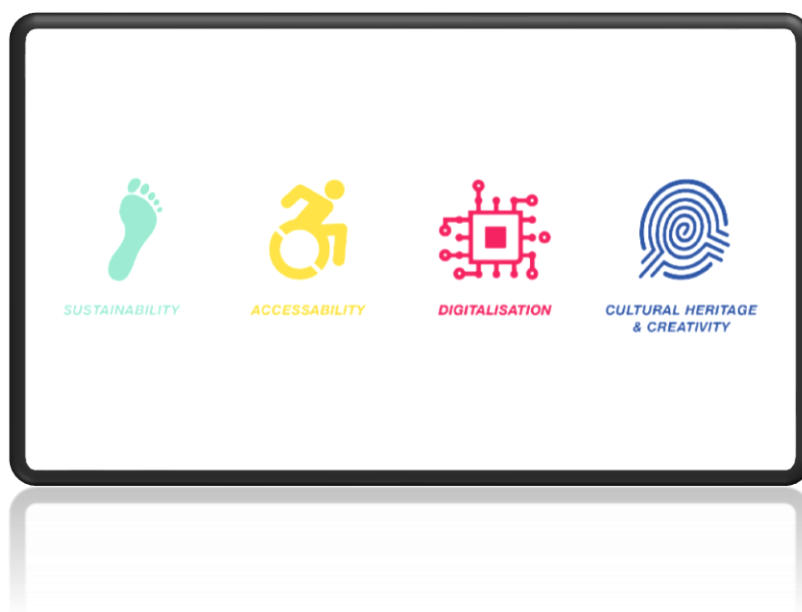 SUSTAINABILITY
ACCESSABILITY
DIGITALISATION
CULTURAL HERITAGE
& CREATIVITY